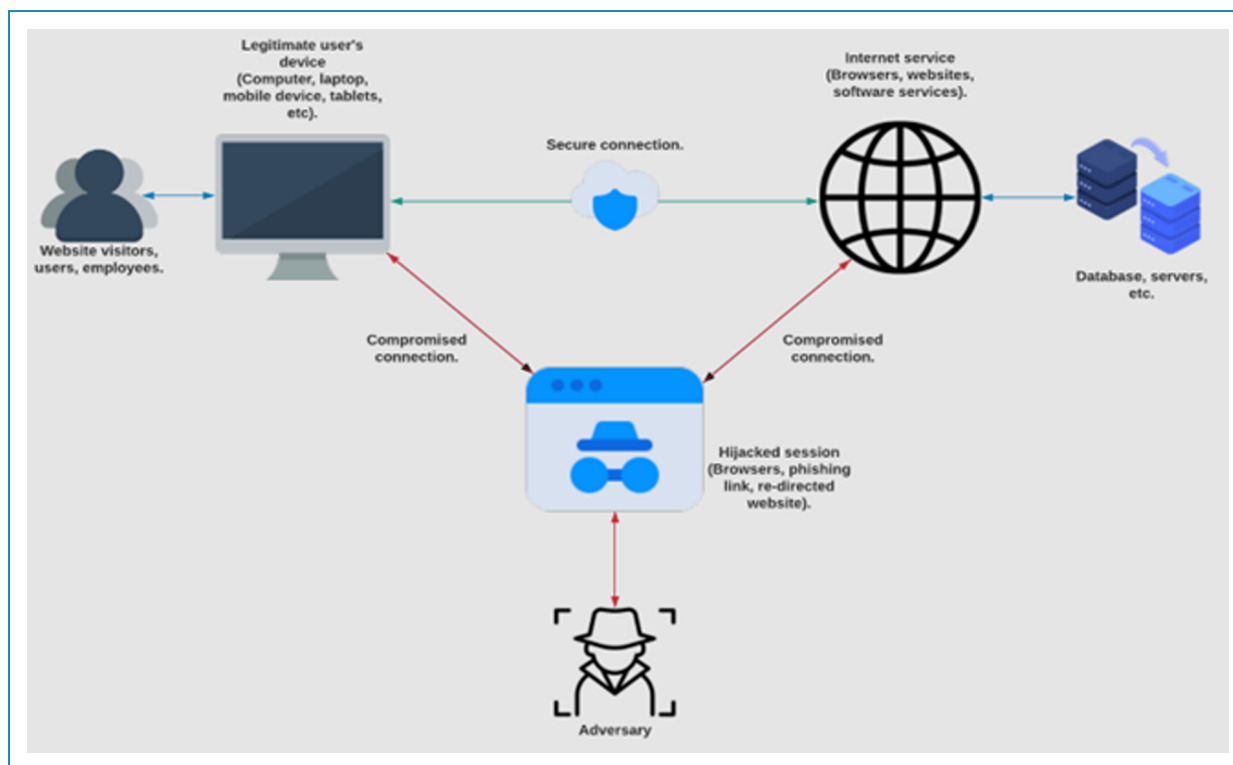 Legitimate user's
device
(Computer, laptop,
mobile device, tablets,
etc).
Internet service
(Browsers, websites,
software services).
Secure connection.
Website visitors,
users, employees.
Database, servers,
etc.
Compromised
connection.
Compromised
connection.
Hijacked session
(Browsers, phishing
link, re-directed
website).
Adversary